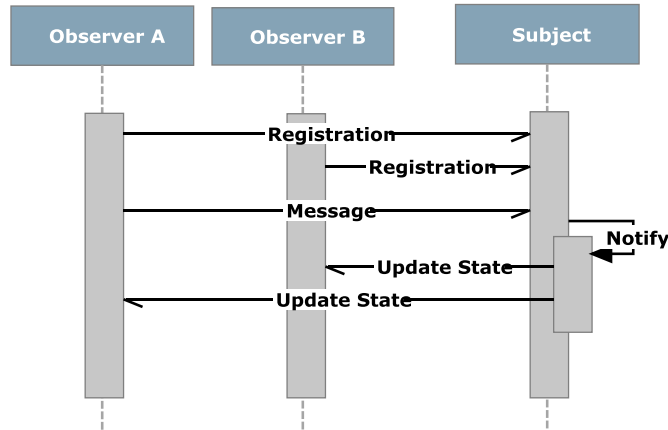 Observer A
Observer B
Subject
Registration
Registration
Message
Notify
Update State
Update State